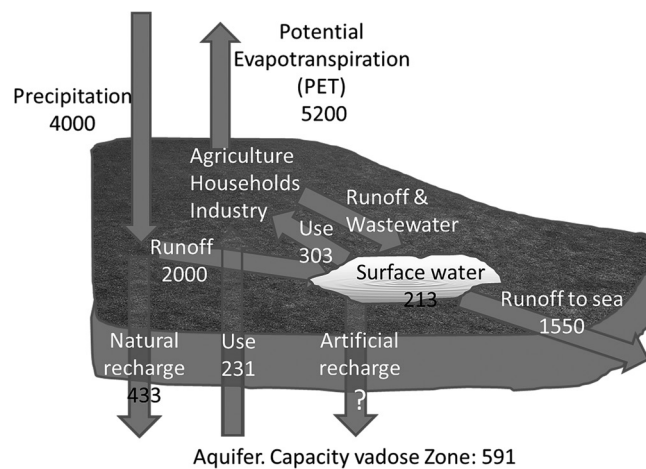 Potential
Evapotranspiration
(PET)
5200
Precipitation
4000
Agriculture
Households
Industry
Runoff &
Wastewater
Use
303
Runoff
2000
Surface water
213
Runoff to sea
1550
Natural
recharge
433
Use
231
Artificial
recharge
?
Aquifer. Capacity vadose Zone: 591